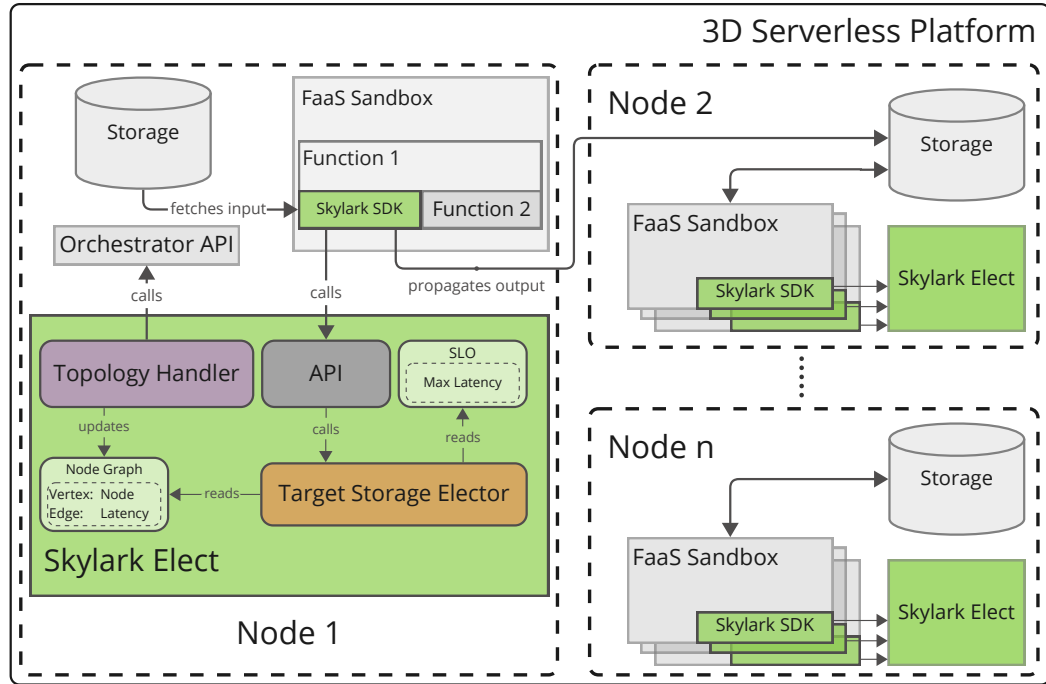 3D Serverless Platform
Storage
FaaS Sandbox
Function 1
Skylark SDK
Function 2
fetches input
Orchestrator API
calls
calls
propagates output
Topology Handler
API
SLO
Max Latency
updates
calls
reads
Node Graph
Vertex: Node
Edge: Latency
reads
Target Storage Elector
Skylark Elect
Node 1
Node 2
Storage
FaaS Sandbox
Skylark SDK
Skylark Elect
Node n
Storage
FaaS Sandbox
Skylark SDK
Skylark Elect